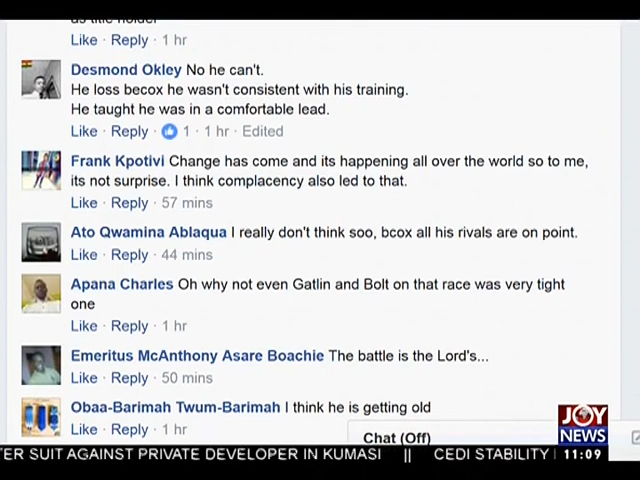 as title holder
Like · Reply · 1 hr
Desmond Okley No he can't.
He loss becox he wasn't consistent with his training.
He taught he was in a comfortable lead.
Like · Reply · 1 · 1 hr · Edited
Frank Kpotivi Change has come and its happening all over the world so to me,
its not surprise. I think complacency also led to that.
Like · Reply · 57 mins
Ato Qwamina Ablaqua I really don't think soo, bcox all his rivals are on point.
Like · Reply · 44 mins
Apana Charles Oh why not even Gatlin and Bolt on that race was very tight
one
Like · Reply · 1 hr
Emeritus McAnthony Asare Boachie The battle is the Lord's...
Like · Reply · 50 mins
Obaa-Barimah Twum-Barimah I think he is getting old
Like · Reply · 1 hr
Chat (Off)
JOY
NEWS
ER SUIT AGAINST PRIVATE DEVELOPER IN KUMASI || CEDI STABILITY
11:09